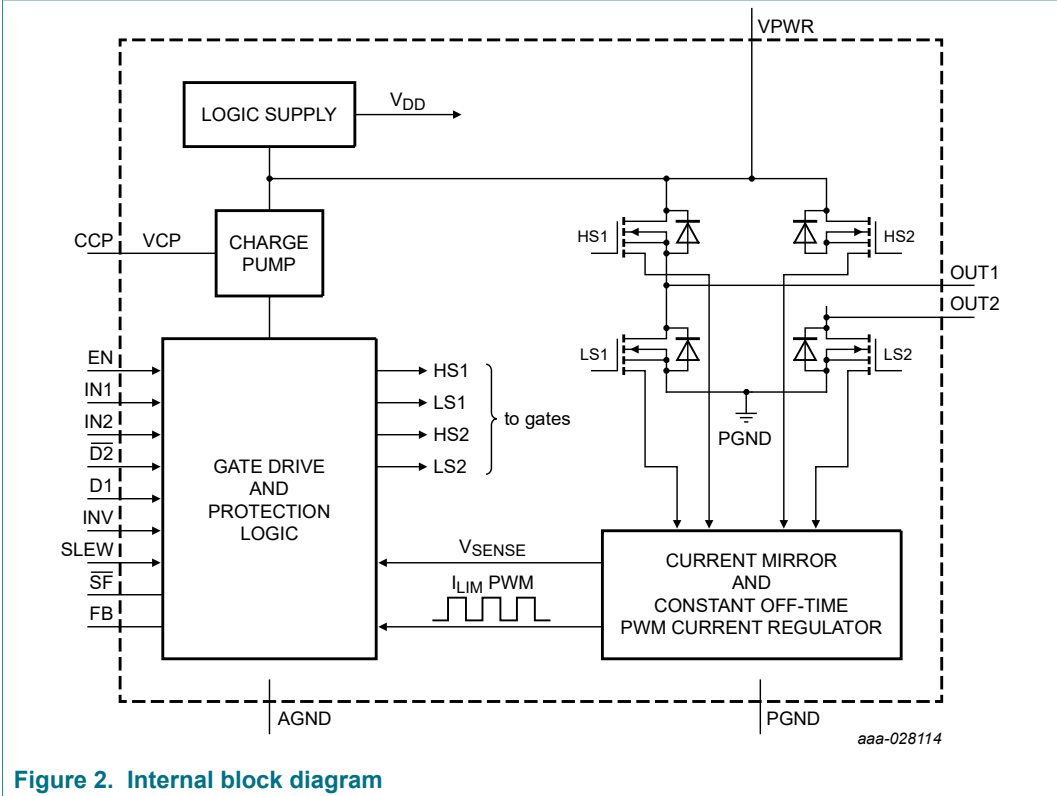 VPWR
LOGIC SUPPLY
VDD
CCP
VCP
CHARGE
PUMP
HS1
HS2
OUT1
OUT2
LS1
LS2
PGND
EN
IN1
IN2
D2
D1
INV
SLEW
SF
FB
GATE DRIVE
AND
PROTECTION
LOGIC
HS1
LS1
HS2
LS2
to gates
VSENSE
ILIM PWM
CURRENT MIRROR
AND
CONSTANT OFF-TIME
PWM CURRENT REGULATOR
AGND
PGND
aaa-028114
Figure 2. Internal block diagram